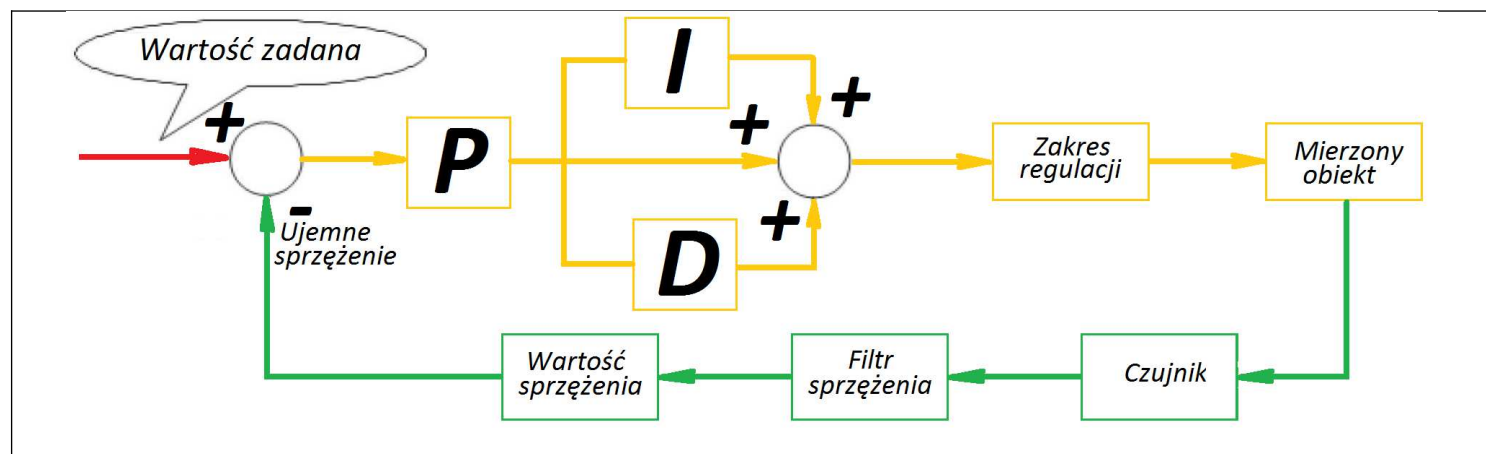 Wartość zadana
+
-
Ujemne
sprzężenie
P
I
D
+
+
+
Zakres
regulacji
Mierzony
obiekt
Wartość
sprzężenia
Filtr
sprzężenia
Czujnik